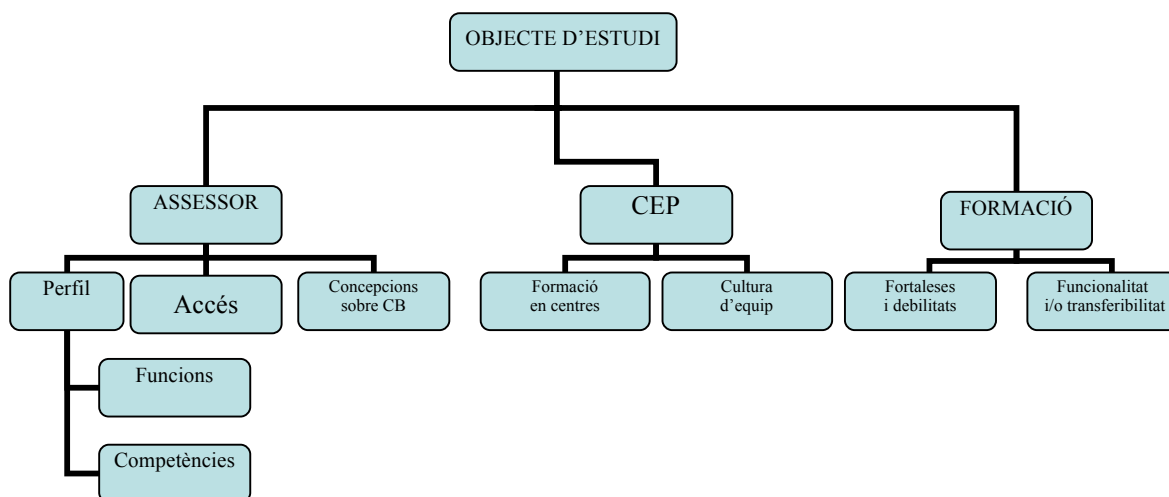 OBJECTE D’ESTUDI
ASSESSOR
CEP
FORMACIÓ
Perfil
Accés
Concepcions
sobre CB
Formació
en centres
Cultura
d’equip
Fortaleses
i debilitats
Funcionalitat
i/o transferibilitat
Funcions
Competències